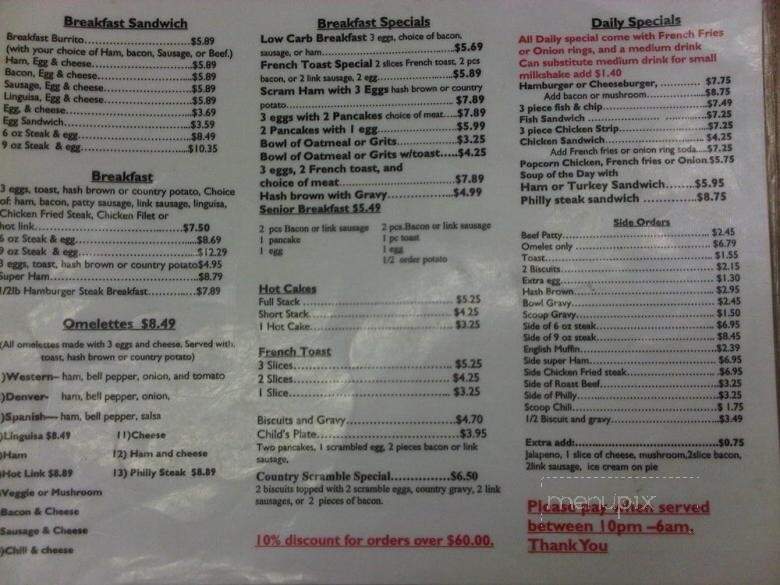 Breakfast Sandwich
Breakfast Burrito....................................$5.89
(with your choice of Ham, bacon, Sausage, or Beef.)
Ham, Egg & cheese..............................$5.89
Bacon, Egg & cheese............................$5.89
Sausage, Egg & cheese..........................$5.89
Linguisa, Egg & cheese..........................$5.89
Egg, & cheese.......................................$3.69
Egg Sandwich.......................................$3.59
6 oz Steak & egg..................................$8.49
9 oz Steak & egg.................................$10.35
Breakfast
3 eggs, toast, hash brown or country potato, Choice
of: ham, bacon, patty sausage, link sausage, linguisa,
Chicken Fried Steak, Chicken Filet or
hot link.......................................$7.50
6 oz Steak & egg..................................$8.69
9 oz Steak & egg..................................$12.29
3 eggs, toast, hash brown or country potato$4.95
Super Ham.........................................$8.79
1/2lb Hamburger Steak Breakfast...................$7.89
Omelettes $8.49
(All omelettes made with 3 eggs and cheese. Served with,
toast, hash brown or country potato)
)Western– ham, bell pepper, onion, and tomato
)Denver- ham, bell pepper, onion,
)Spanish— ham, bell pepper, salsa
)Linguisa $8.49 11)Cheese
)Ham 12) Ham and cheese
)Hot Link $8.89 13) Philly Steak $8.89
)Veggie or Mushroom
)Bacon & Cheese
)Sausage & Cheese
)Chili & cheese
Breakfast Specials
Low Carb Breakfast 3 eggs, choice of bacon,
sausage, or ham.......................................$5.69
French Toast Special 2 slices French toast, 2 pcs
bacon, or 2 link sausage, 2 egg.....................$5.89
Scram Ham with 3 Eggs hash brown or country
potato..............................................$7.89
3 eggs with 2 Pancakes choice of meat....$7.89
2 Pancakes with 1 egg.....................$5.99
Bowl of Oatmeal or Grits................$3.25
Bowl of Oatmeal or Grits w/toast.....$4.25
3 eggs, 2 French toast, and
choice of meat.............................$7.89
Hash brown with Gravy................$4.99
Senior Breakfast $5.49
2 pcs Bacon or link sausage 2 pcs.Bacon or link sausage
1 pankake 1 pc toast
1 egg 1 egg
1/2 order potato
Hot Cakes
Full Stack.......................................$5.25
Short Stack.....................................$4.25
1 Hot Cake.....................................$3.25
French Toast
3 Slices..........................................$5.25
2 Slices..........................................$4.25
1 Slice............................................$3.25
Biscuits and Gravy..............................$4.70
Child's Plate....................................$3.95
Two pancakes, 1 scrambled egg, 2 pieces bacon or link
sausage,
Country Scramble Special...............$6.50
2 biscuits topped with 2 scramble eggs, country gravy, 2 link
sausages, or 2 pieces of bacon.
10% discount for orders over $60.00.
Daily Specials
All Daily special come with French Fries
or Onion rings, and a medium drink
Can substitute medium drink for small
milkshake add $1.40
Hamburger or Cheeseburger, ............ $7.75
Add bacon or mushroom...................$8.75
3 piece fish & chip.............................$7.49
Fish Sandwich ..................................$7.25
3 piece Chicken Strip.........................$7.25
Chicken Sandwich .......................... $4.25
Add French fries or onion ring soda....$7.25
Popcorn Chicken, French fries or Onion $5.75
Soup of the Day with
Ham or Turkey Sandwich.......$5.95
Philly steak sandwich ..............$8.75
Side Orders
Beef Patty.......................................$2.45
Omelet only ...................................$6.79
Toast..............................................$1.55
2 Biscuits........................................$2.15
Extra egg........................................$1.30
Hash Brown....................................$2.95
Bowl Gravy.....................................$2.45
Scoop Gravy....................................$1.50
Side of 6 oz steak............................$6.95
Side of 9 oz steak............................$8.45
English Muffin..................................$2.39
Side super Ham...............................$6.95
Side Chicken Fried steak..................$6.95
Side of Roast Beef............................$3.25
Side of Philly...................................$3.25
Scoop Chili.....................................$ 1.75
1/2 Biscuit and gravy.......................$3.49
Extra add:.......................................$0.75
Jalapeno, 1 slice of cheese, mushroom,2slice bacon,
2link sausage, ice cream on pie
menupix
Please pay when served
between 10pm –6am.
Thank You